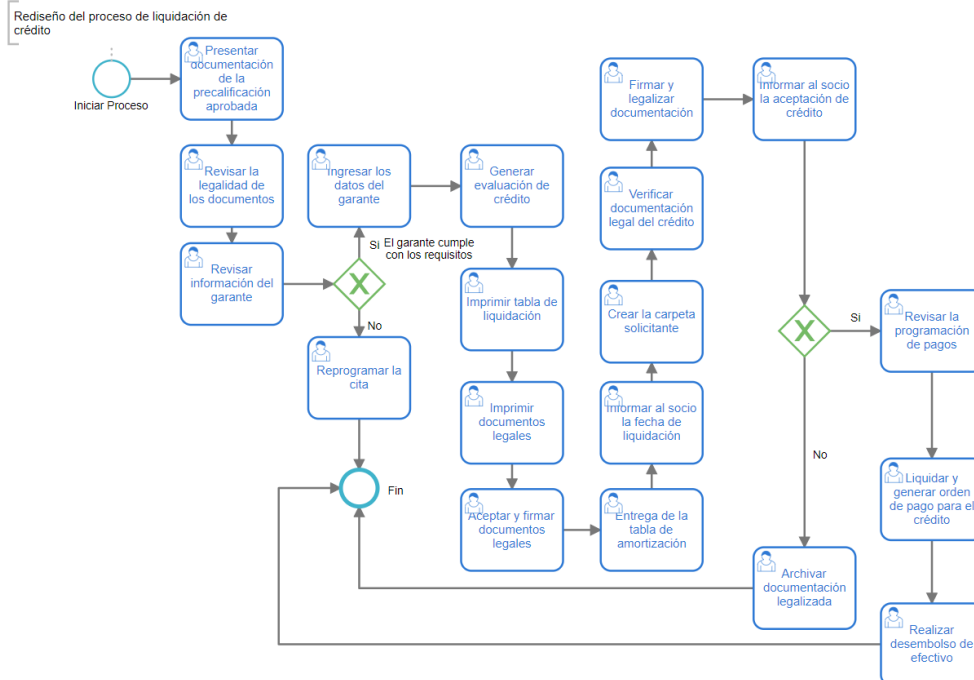 Rediseño del proceso de liquidación de
crédito
Iniciar Proceso
Presentar
documentación
de la
precalificación
aprobada
Revisar la
legalidad de
los documentos
Revisar
información del
garante
Si
El garante cumple
con los requisitos
No
Ingresar los
datos del
garante
Reprogramar la
cita
Fin
Generar
evaluación de
crédito
Imprimir tabla de
liquidación
Imprimir
documentos
legales
Aceptar y firmar
documentos
legales
Entrega de la
tabla de
amortización
Informar al socio
la fecha de
liquidación
Crear la carpeta
solicitante
Verificar
documentación
legal del crédito
Firmar y
legalizar
documentación
Informar al socio
la aceptación de
crédito
Si
No
Revisar la
programación
de pagos
Liquidar y
generar orden
de pago para el
crédito
Realizar
desembolso de
efectivo
Archivar
documentación
legalizada